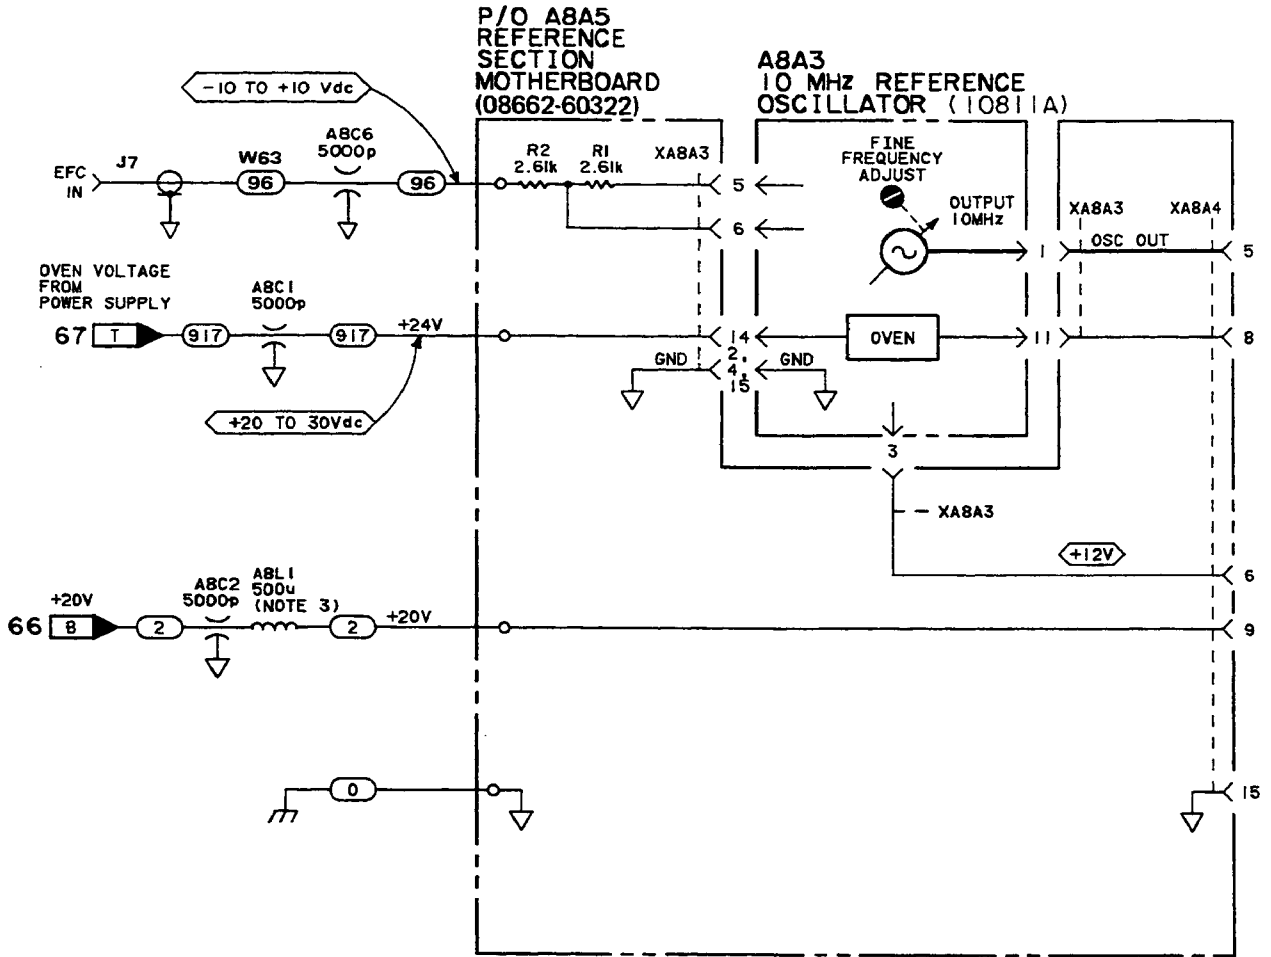 P/O A8A5
REFERENCE
SECTION
MOTHERBOARD
(08662-60322)
A8A3
10 MHz REFERENCE
OSCILLATOR (10811A)
-10 TO +10 Vdc
A8C6
5000p
J7
W63
EFC
IN
96
96
R2
2.61k
R1
2.61k
XA8A3
5
6
FINE
FREQUENCY
ADJUST
OUTPUT
10MHz
1
XA8A3
XA8A4
OSC OUT
5
OVEN VOLTAGE
FROM
POWER SUPPLY
A8C1
5000p
67
T
917
917
+24V
14
OVEN
11
8
GND
2,
4,
15
GND
+20 TO 30Vdc
3
XA8A3
+12V
6
+20V
66
B
2
A8C2
5000p
A8L1
500u
(NOTE 3)
2
+20V
9
0
15